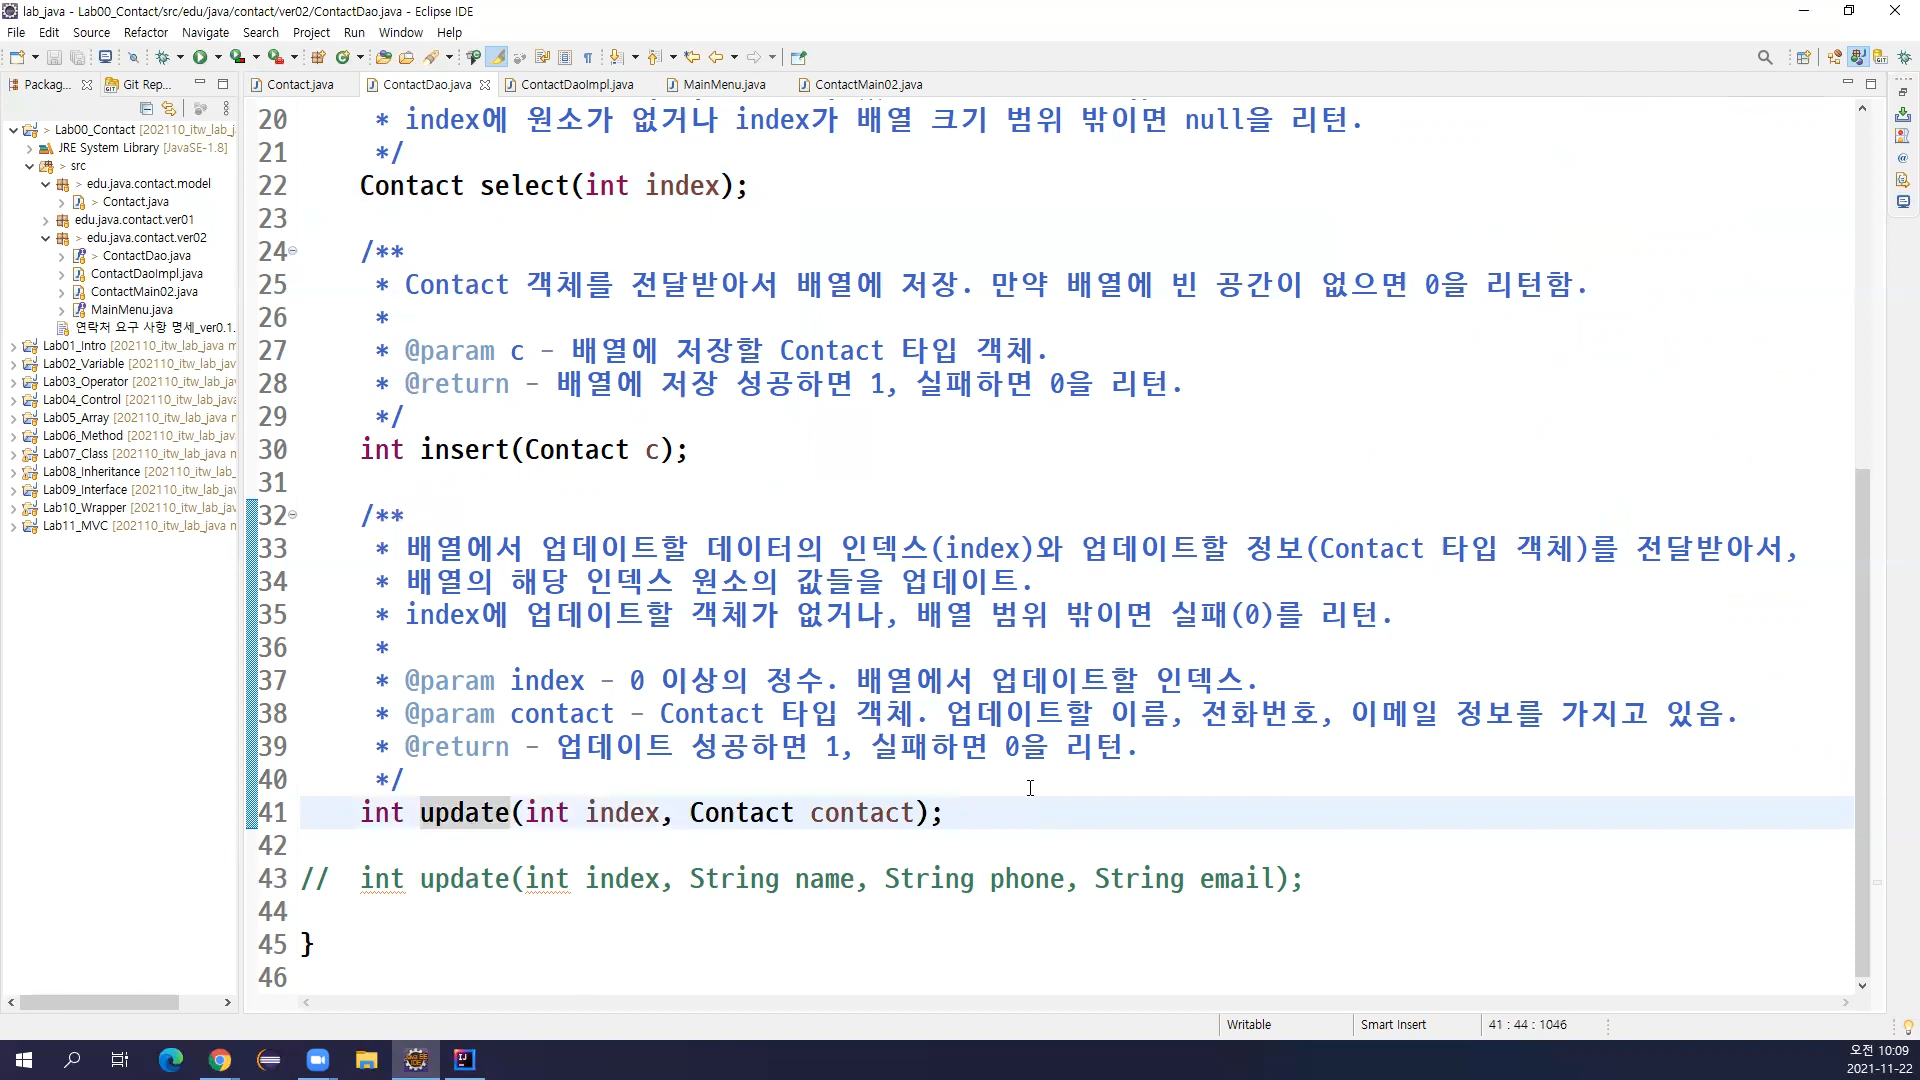 lab_java - Lab00_Contact/src/edu/java/contact/ver02/ContactDao.java - Eclipse IDE
File Edit Source Refactor Navigate Search Project Run Window Help
Packag... Git Rep... Contact.java ContactDao.java ContactDaoImpl.java MainMenu.java ContactMain02.java
> Lab00_Contact [202110_itw_lab_j
JRE System Library [JavaSE-1.8]
> src
> edu.java.contact.model
> Contact.java
edu.java.contact.ver01
> edu.java.contact.ver02
> ContactDao.java
ContactDaoImpl.java
ContactMain02.java
MainMenu.java
연락처 요구 사항 명세_ver0.1.
Lab01_Intro [202110_itw_lab_java m
Lab02_Variable [202110_itw_lab_jav
Lab03_Operator [202110_itw_lab_jav
Lab04_Control [202110_itw_lab_java
Lab05_Array [202110_itw_lab_java m
Lab06_Method [202110_itw_lab_jav
Lab07_Class [202110_itw_lab_java m
Lab08_Inheritance [202110_itw_lab_
Lab09_Interface [202110_itw_lab_jav
Lab10_Wrapper [202110_itw_lab_jav
Lab11_MVC [202110_itw_lab_java m
20 * index에 원소가 없거나 index가 배열 크기 범위 밖이면 null을 리턴.
21 */
22 Contact select(int index);
23
24 /**
25 * Contact 객체를 전달받아서 배열에 저장. 만약 배열에 빈 공간이 없으면 0을 리턴함.
26 *
27 * @param c - 배열에 저장할 Contact 타입 객체.
28 * @return - 배열에 저장 성공하면 1, 실패하면 0을 리턴.
29 */
30 int insert(Contact c);
31
32 /**
33 * 배열에서 업데이트할 데이터의 인덱스(index)와 업데이트할 정보(Contact 타입 객체)를 전달받아서,
34 * 배열의 해당 인덱스 원소의 값들을 업데이트.
35 * index에 업데이트할 객체가 없거나, 배열 범위 밖이면 실패(0)를 리턴.
36 *
37 * @param index - 0 이상의 정수. 배열에서 업데이트할 인덱스.
38 * @param contact - Contact 타입 객체. 업데이트할 이름, 전화번호, 이메일 정보를 가지고 있음.
39 * @return - 업데이트 성공하면 1, 실패하면 0을 리턴.
40 */
41 int update(int index, Contact contact);
42
43 // int update(int index, String name, String phone, String email);
44
45 }
46
Writable Smart Insert 41 : 44 : 1046
오전 10:09
2021-11-22